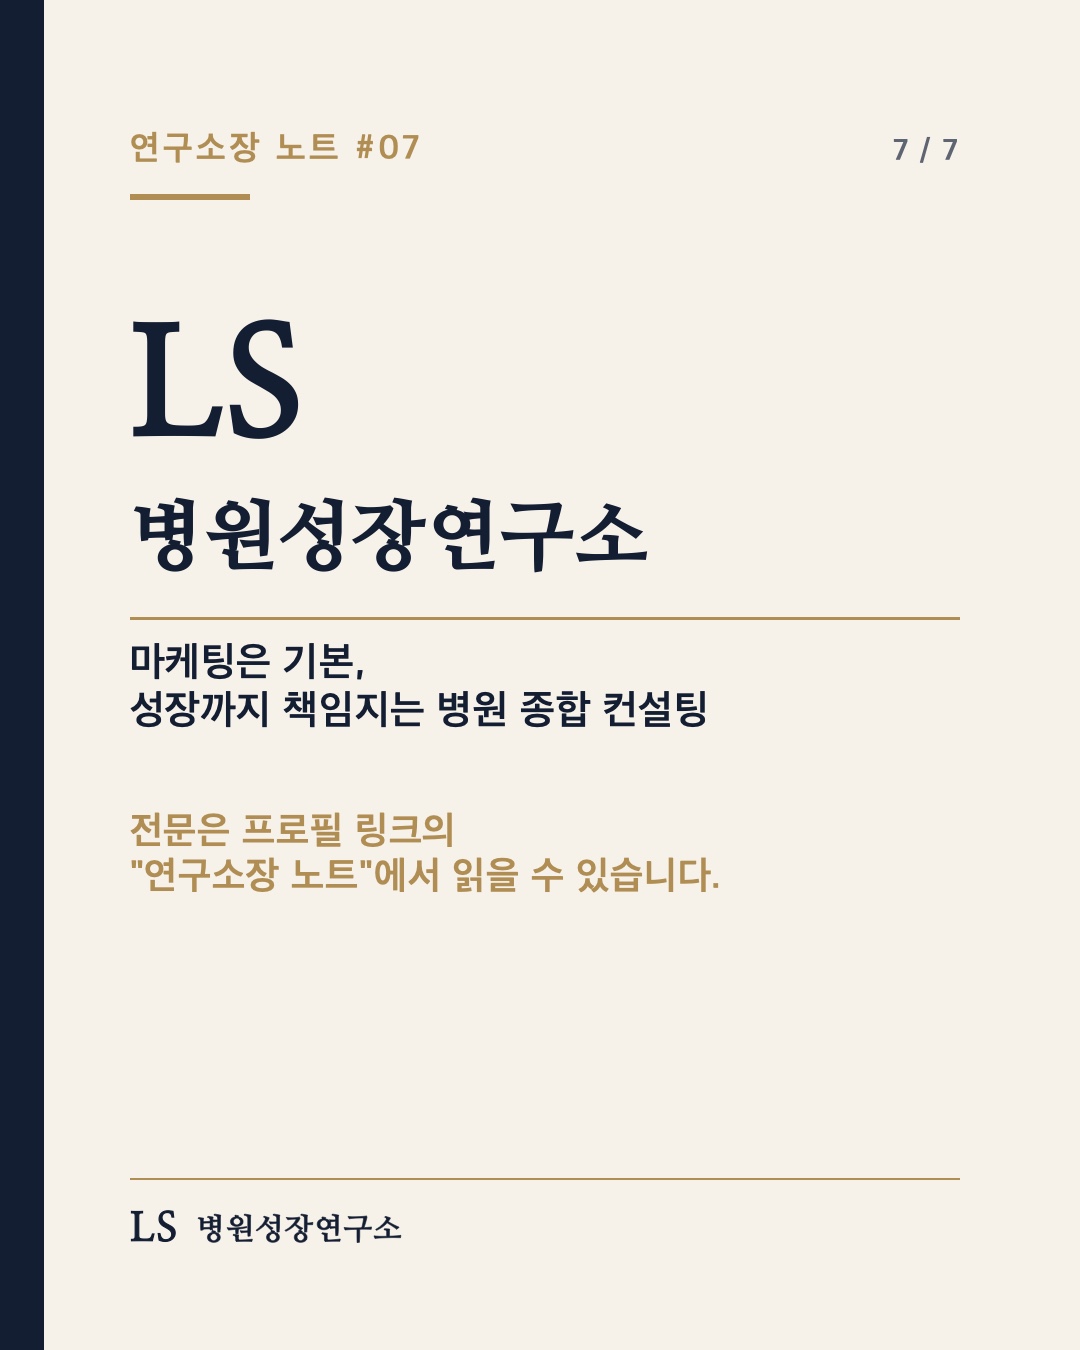 연구소장 노트 #07
7 / 7
LS
병원성장연구소
마케팅은 기본,
성장까지 책임지는 병원 종합 컨설팅
전문은 프로필 링크의
"연구소장 노트"에서 읽을 수 있습니다.
LS 병원성장연구소